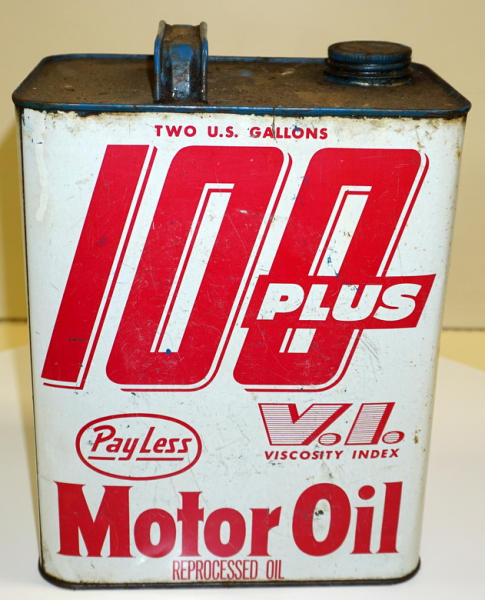 TWO U.S. GALLONS
100
PLUS
PayLess
V.I.
VISCOSITY INDEX
Motor Oil
REPROCESSED OIL